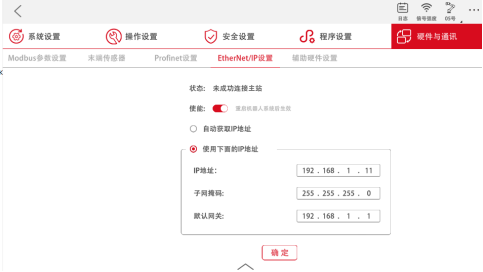 日志 信号强度 05号
系统设置 操作设置 安全设置 程序设置 硬件与通讯
Modbus参数设置 末端传感器 Profinet设置 EtherNet/IP设置 辅助硬件设置
状态: 未成功连接主站
使能: 重启机器人系统后生效
自动获取IP地址
使用下面的IP地址
IP地址: 192 . 168 . 1 . 11
子网掩码: 255 . 255 . 255 . 0
默认网关: 192 . 168 . 1 . 1
确定